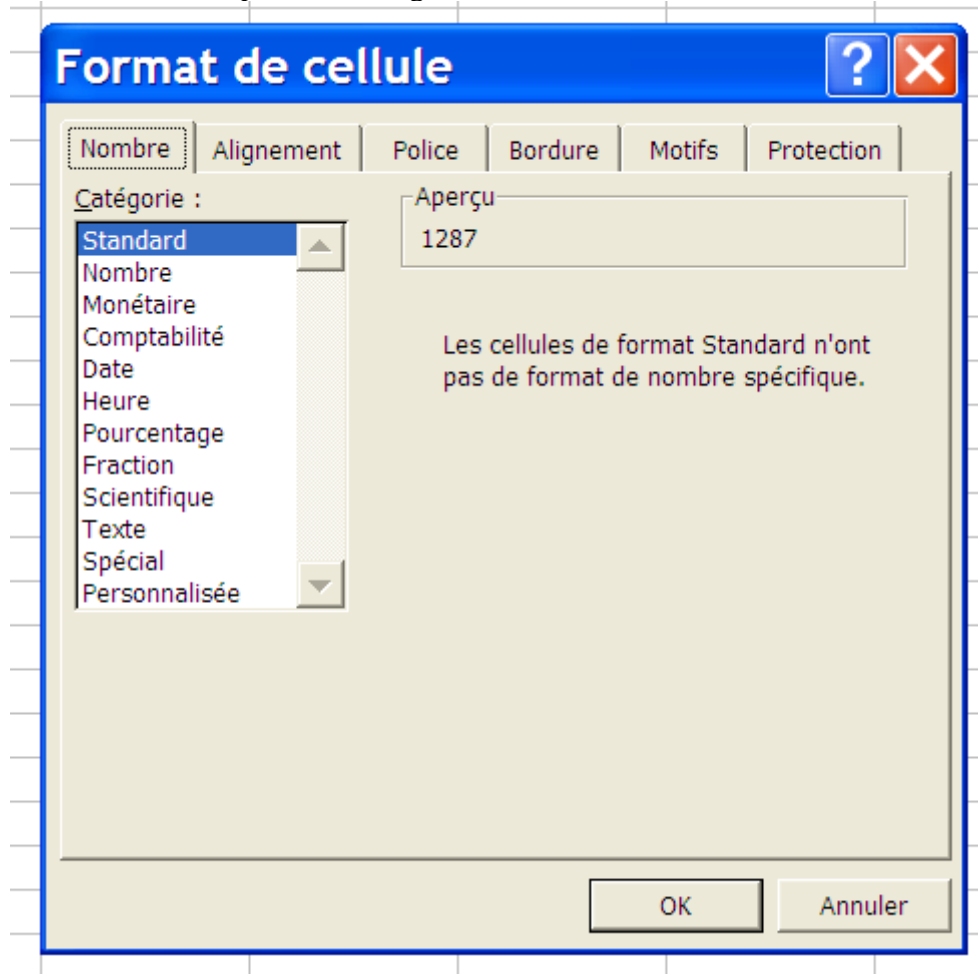 Format de cellule
?
Nombre Alignement Police Bordure Motifs Protection
Catégorie :
Standard
Nombre
Monétaire
Comptabilité
Date
Heure
Pourcentage
Fraction
Scientifique
Texte
Spécial
Personnalisée
Aperçu
1287
Les cellules de format Standard n'ont
pas de format de nombre spécifique.
OK Annuler